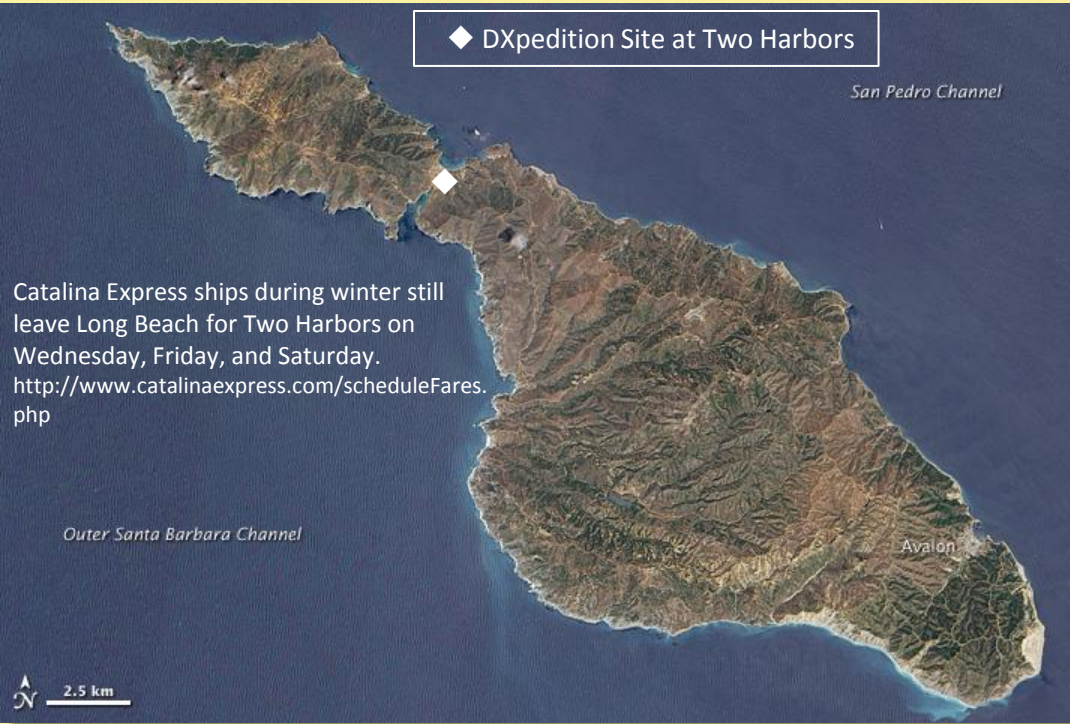 ◆ DXpedition Site at Two Harbors
San Pedro Channel
Catalina Express ships during winter still
leave Long Beach for Two Harbors on
Wednesday, Friday, and Saturday.
http://www.catalinaexpress.com/scheduleFares.
php
Outer Santa Barbara Channel
Avalon
N 2.5 km